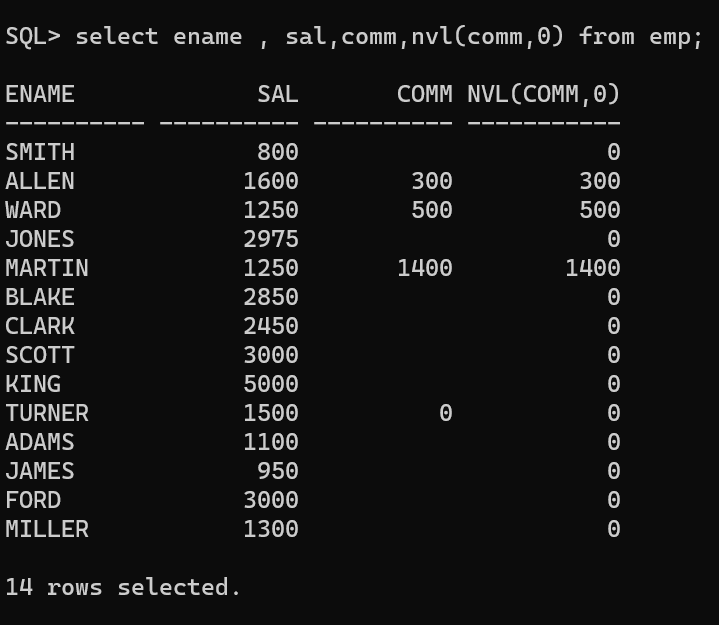 SQL> select ename , sal,comm,nvl(comm,0) from emp;
ENAME             SAL       COMM NVL(COMM,0)
---------- ---------- ---------- -----------
SMITH             800                      0
ALLEN            1600        300         300
WARD             1250        500         500
JONES            2975                      0
MARTIN           1250       1400        1400
BLAKE            2850                      0
CLARK            2450                      0
SCOTT            3000                      0
KING             5000                      0
TURNER           1500          0           0
ADAMS            1100                      0
JAMES             950                      0
FORD             3000                      0
MILLER           1300                      0
14 rows selected.